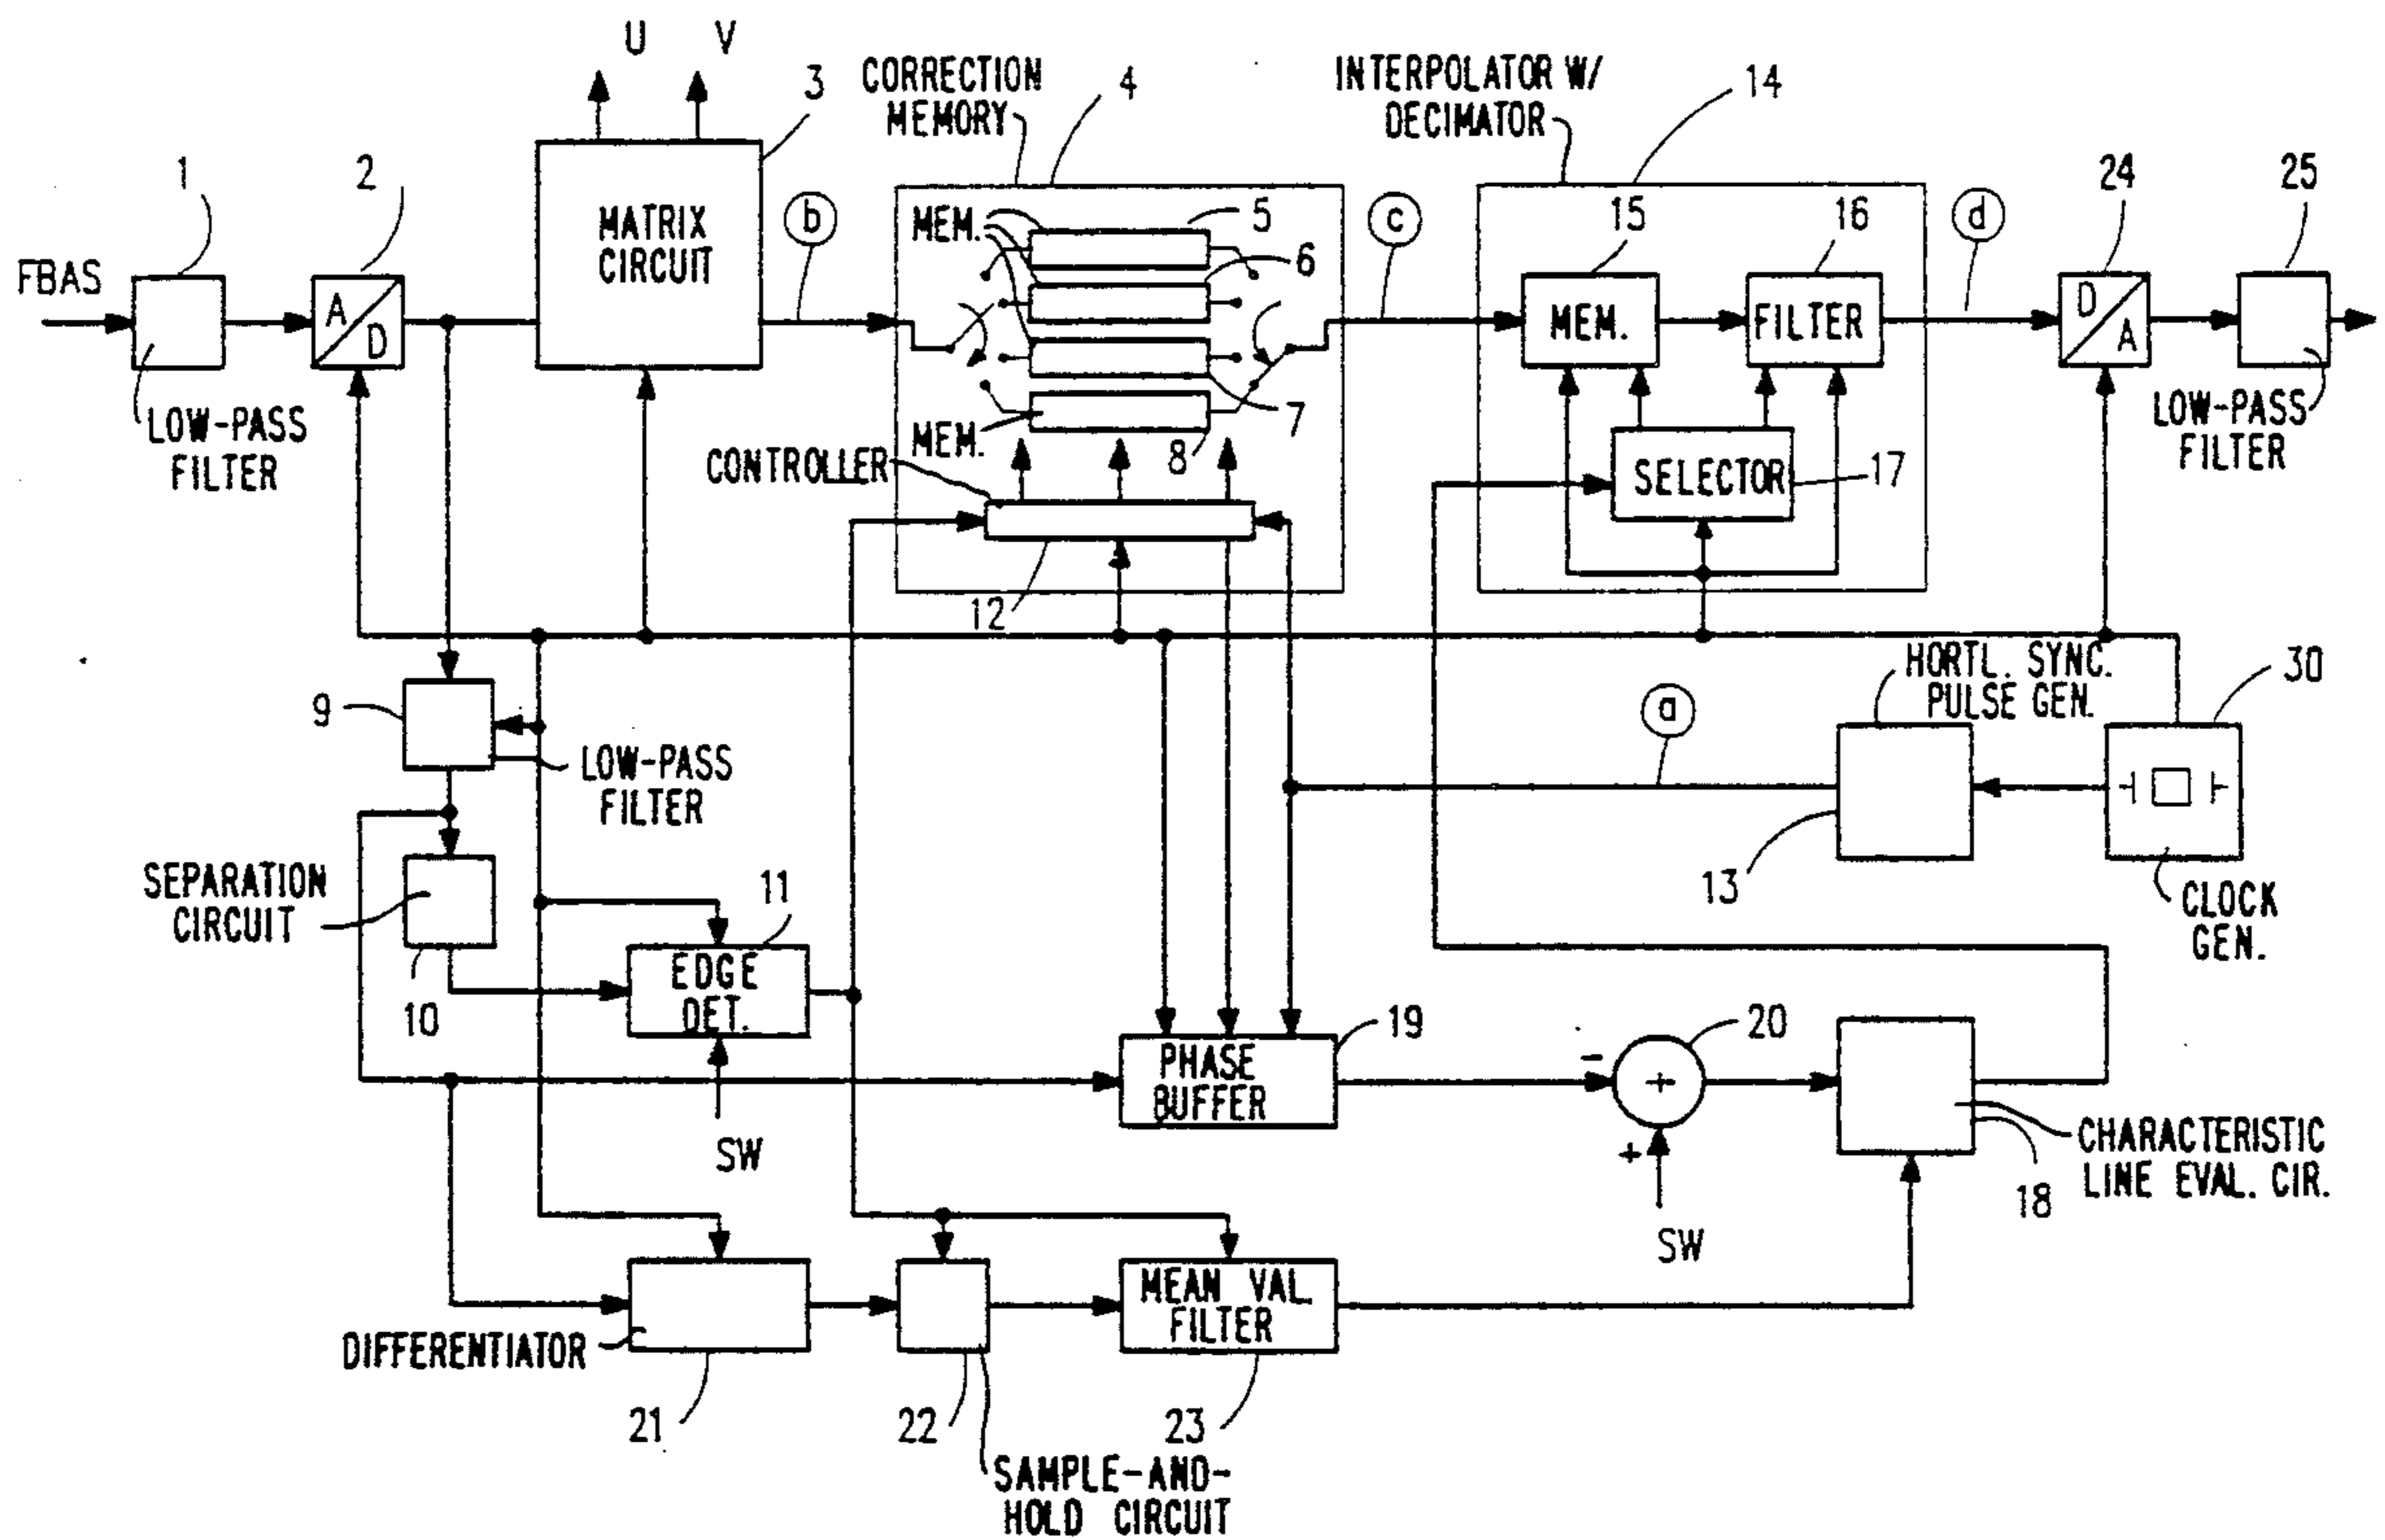 U V
3
CORRECTION
MEMORY
4
INTERPOLATOR W/
DECIMATOR
14
1
2
MATRIX
CIRCUIT
b
MEM.
5
6
7
8
MEM.
c
15
16
d
24
25
FBAS
A
D
MEM.
FILTER
D
A
LOW-PASS
FILTER
CONTROLLER
SELECTOR
17
LOW-PASS
FILTER
12
HORTL. SYNC.
PULSE GEN.
30
9
LOW-PASS
FILTER
a
13
CLOCK
GEN.
SEPARATION
CIRCUIT
10
11
EDGE
DET.
SW
PHASE
BUFFER
19
-
+
20
+
SW
CHARACTERISTIC
LINE EVAL. CIR.
18
DIFFERENTIATOR
21
22
MEAN VAL.
FILTER
23
SAMPLE-AND-
HOLD CIRCUIT